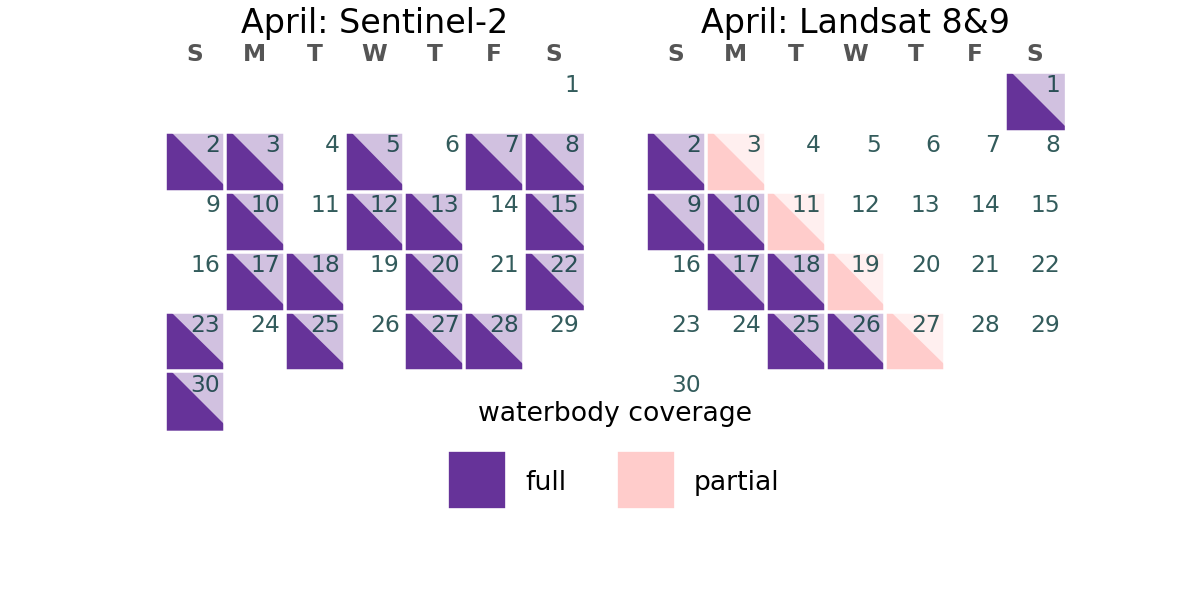 April: Sentinel-2
S M T W T F S
1
2 3 4 5 6 7 8
9 10 11 12 13 14 15
16 17 18 19 20 21 22
23 24 25 26 27 28 29
30
April: Landsat 8&9
S M T W T F S
1
2 3 4 5 6 7 8
9 10 11 12 13 14 15
16 17 18 19 20 21 22
23 24 25 26 27 28 29
30
waterbody coverage
full partial